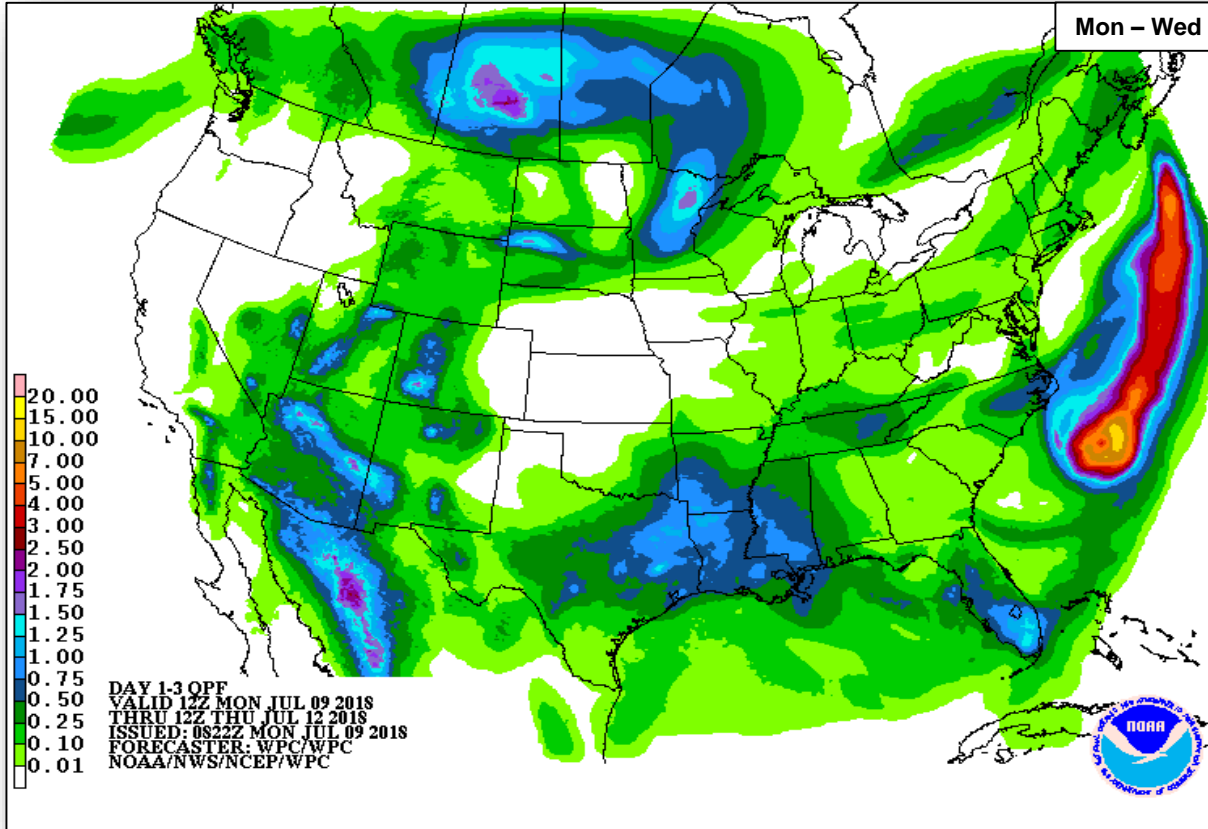 Mon – Wed
20.00
15.00
10.00
7.00
5.00
4.00
3.00
2.50
2.00
1.75
1.50
1.25
1.00
0.75
0.50
0.25
0.10
0.01
DAY 1-3 QPF
VALID 12Z MON JUL 09 2018
THRU 12Z THU JUL 12 2018
ISSUED: 0822Z MON JUL 09 2018
FORECASTER: WPC/WPC
NOAA/NWS/NCEP/WPC
NOAA